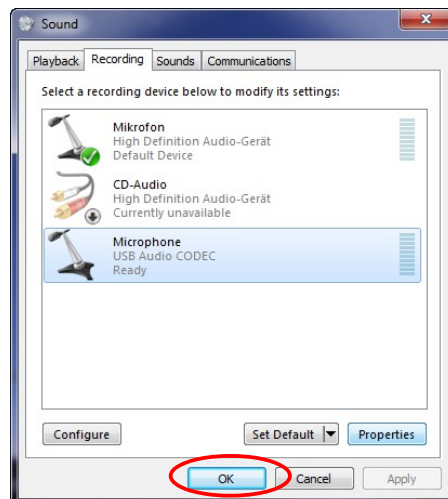 Sound
Playback Recording Sounds Communications
Select a recording device below to modify its settings:
Mikrofon
High Definition Audio-Gerät
Default Device
CD-Audio
High Definition Audio-Gerät
Currently unavailable
Microphone
USB Audio CODEC
Ready
Configure Set Default Properties
OK Cancel Apply